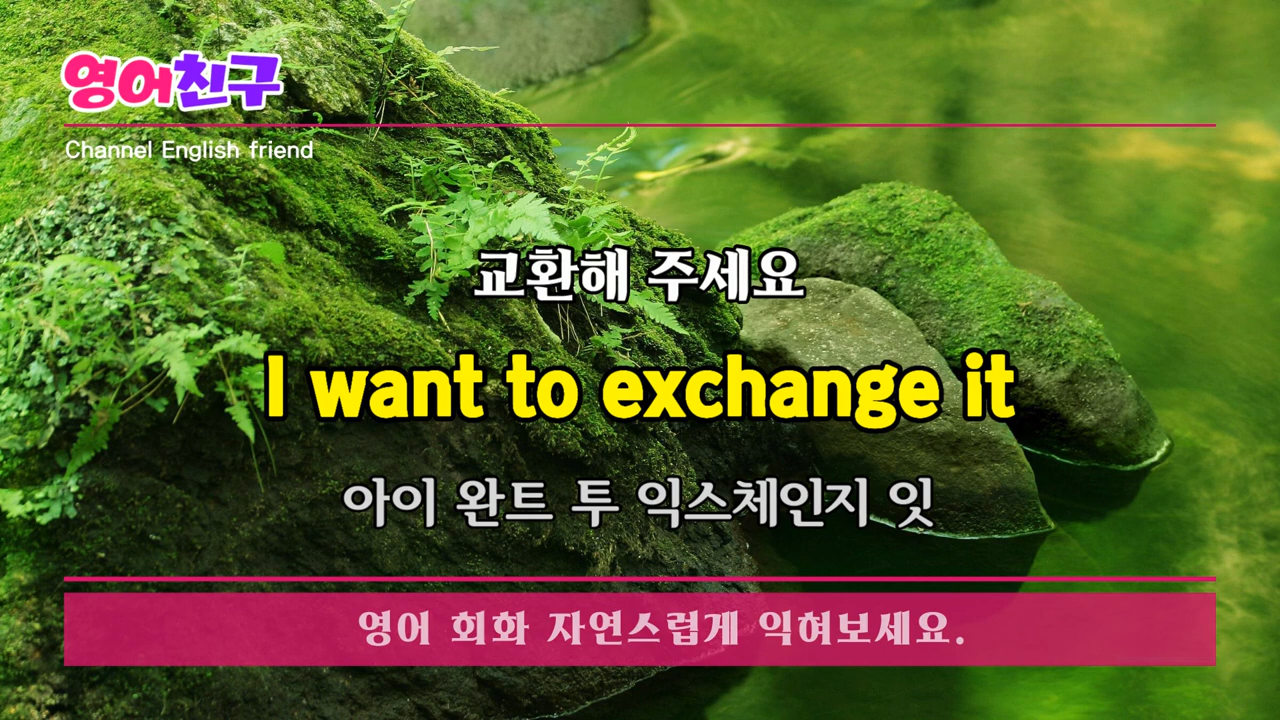 영어친구
Channel English friend
교환해 주세요
I want to exchange it
아이 완트 투 익스체인지 잇
영어 회화 자연스럽게 익혀보세요.